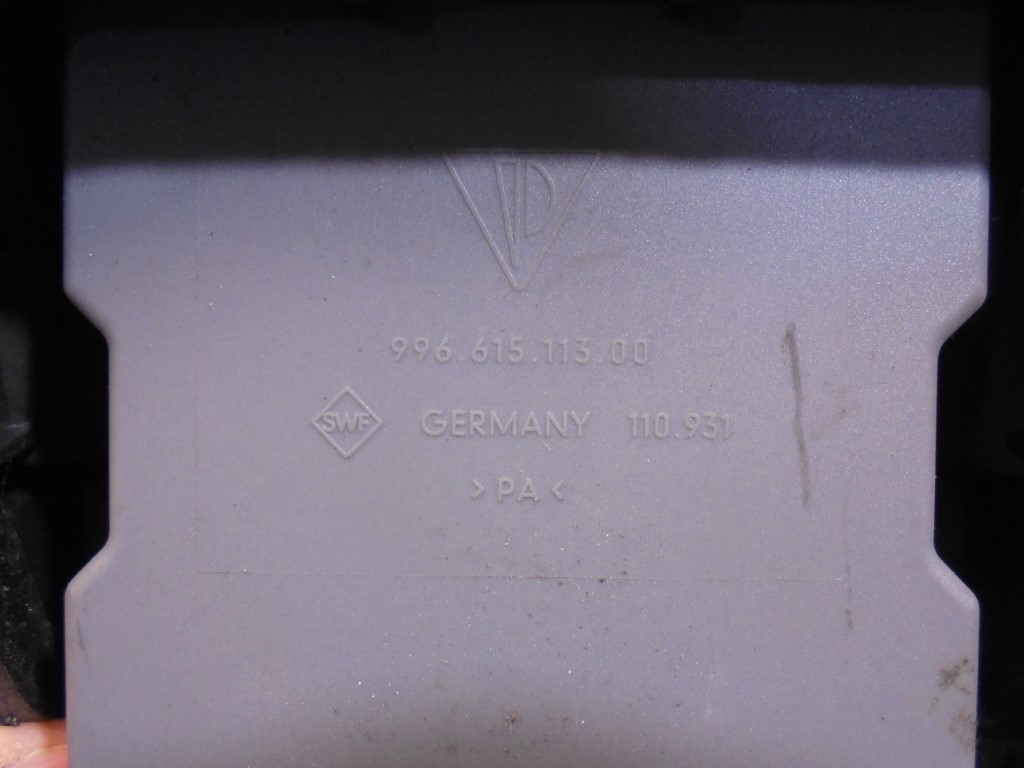 996.615.113.00
SWF GERMANY 110.931
>PA<